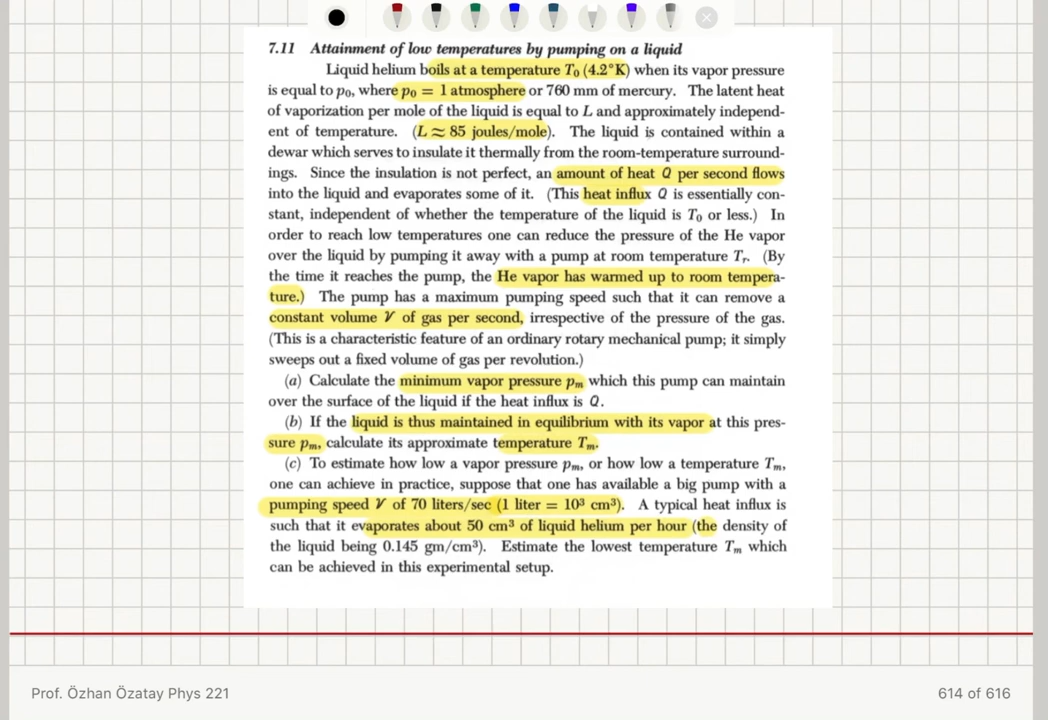 7.11 Attainment of low temperatures by pumping on a liquid
Liquid helium boils at a temperature T₀ (4.2°K) when its vapor pressure
is equal to p₀, where p₀ = 1 atmosphere or 760 mm of mercury. The latent heat
of vaporization per mole of the liquid is equal to L and approximately independ-
ent of temperature. (L ≈ 85 joules/mole). The liquid is contained within a
dewar which serves to insulate it thermally from the room-temperature surround-
ings. Since the insulation is not perfect, an amount of heat Q per second flows
into the liquid and evaporates some of it. (This heat influx Q is essentially con-
stant, independent of whether the temperature of the liquid is T₀ or less.) In
order to reach low temperatures one can reduce the pressure of the He vapor
over the liquid by pumping it away with a pump at room temperature Tᵣ. (By
the time it reaches the pump, the He vapor has warmed up to room tempera-
ture.) The pump has a maximum pumping speed such that it can remove a
constant volume 𝒱 of gas per second, irrespective of the pressure of the gas.
(This is a characteristic feature of an ordinary rotary mechanical pump; it simply
sweeps out a fixed volume of gas per revolution.)
(a) Calculate the minimum vapor pressure pₘ which this pump can maintain
over the surface of the liquid if the heat influx is Q.
(b) If the liquid is thus maintained in equilibrium with its vapor at this pres-
sure pₘ, calculate its approximate temperature Tₘ.
(c) To estimate how low a vapor pressure pₘ, or how low a temperature Tₘ,
one can achieve in practice, suppose that one has available a big pump with a
pumping speed 𝒱 of 70 liters/sec (1 liter = 10³ cm³). A typical heat influx is
such that it evaporates about 50 cm³ of liquid helium per hour (the density of
the liquid being 0.145 gm/cm³). Estimate the lowest temperature Tₘ which
can be achieved in this experimental setup.
Prof. Özhan Özatay Phys 221
614 of 616